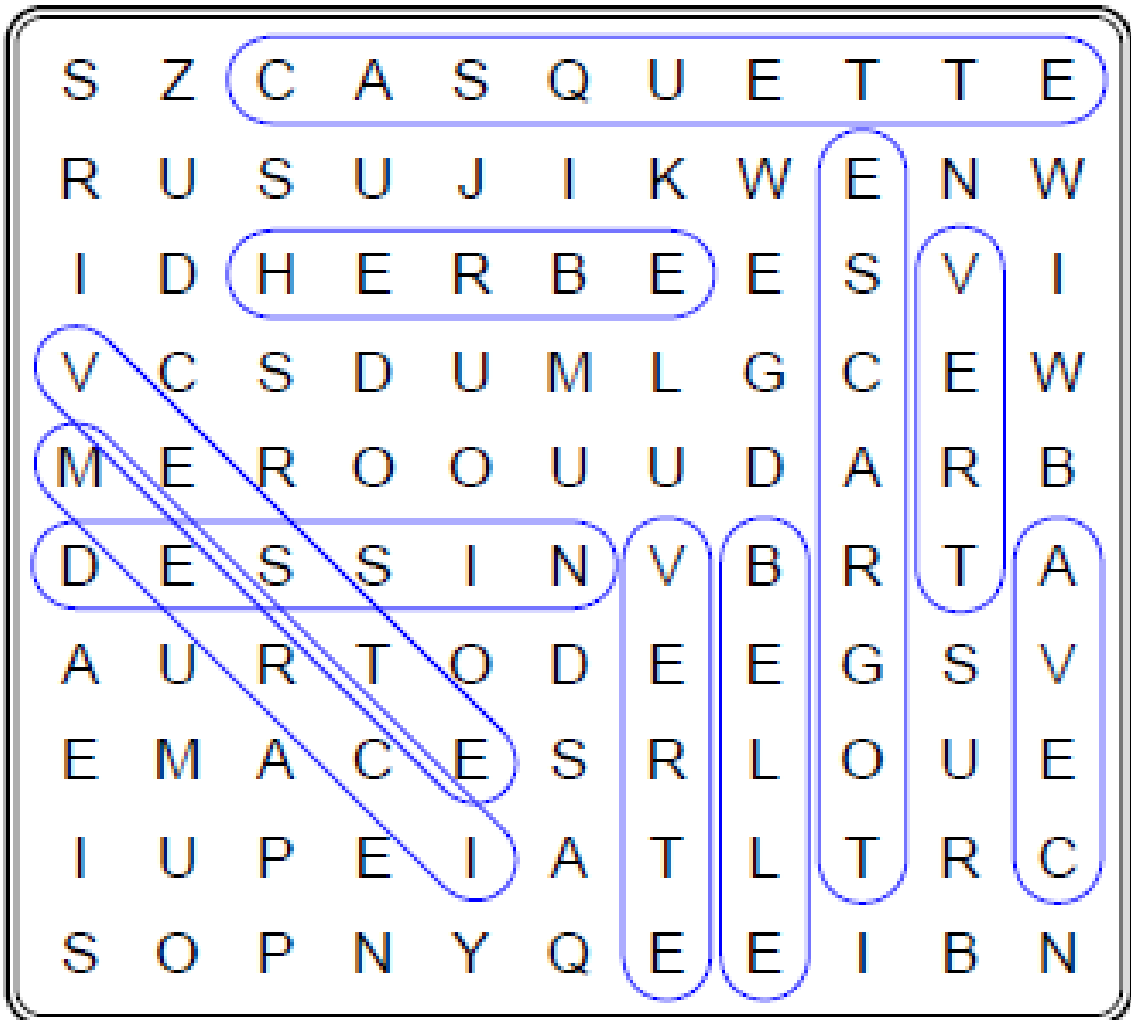 S Z C A S Q U E T T E
R U S U J I K W E N W
I D H E R B E E S V I
V C S D U M L G C E W
M E R O O U U D A R B
D E S S I N V B R T A
A U R T O D E E G S V
E M A C E S R L O U E
I U P E I A T L T R C
S O P N Y Q E E I B N